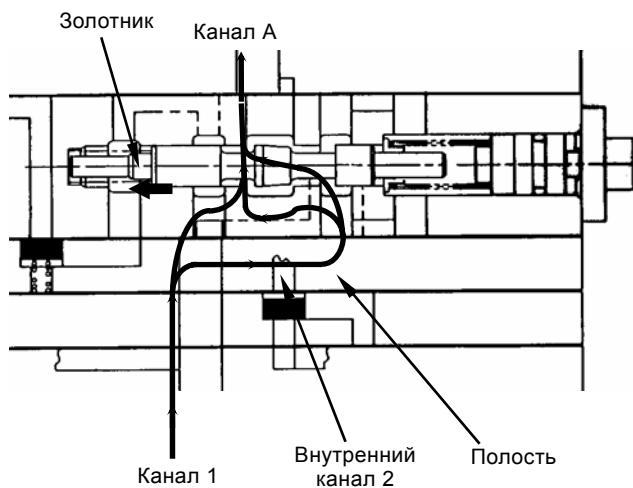 Золотник
Канал A
Внутренний
канал 2
Полость
Канал 1